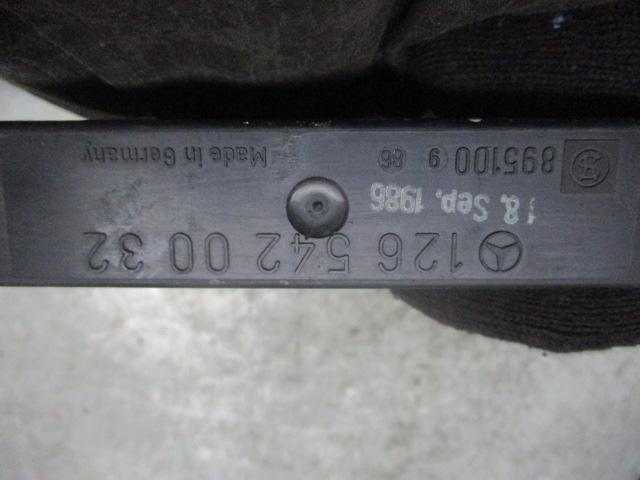 126 542 00 32
18. Sep. 1986
895100 9 86 Made in Germany